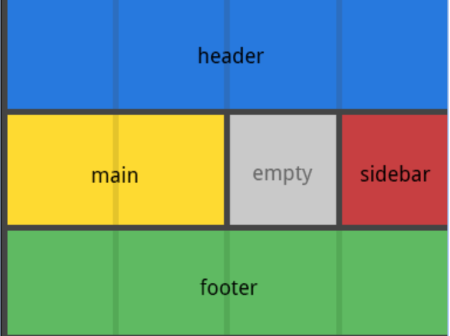 header
main
empty
sidebar
footer